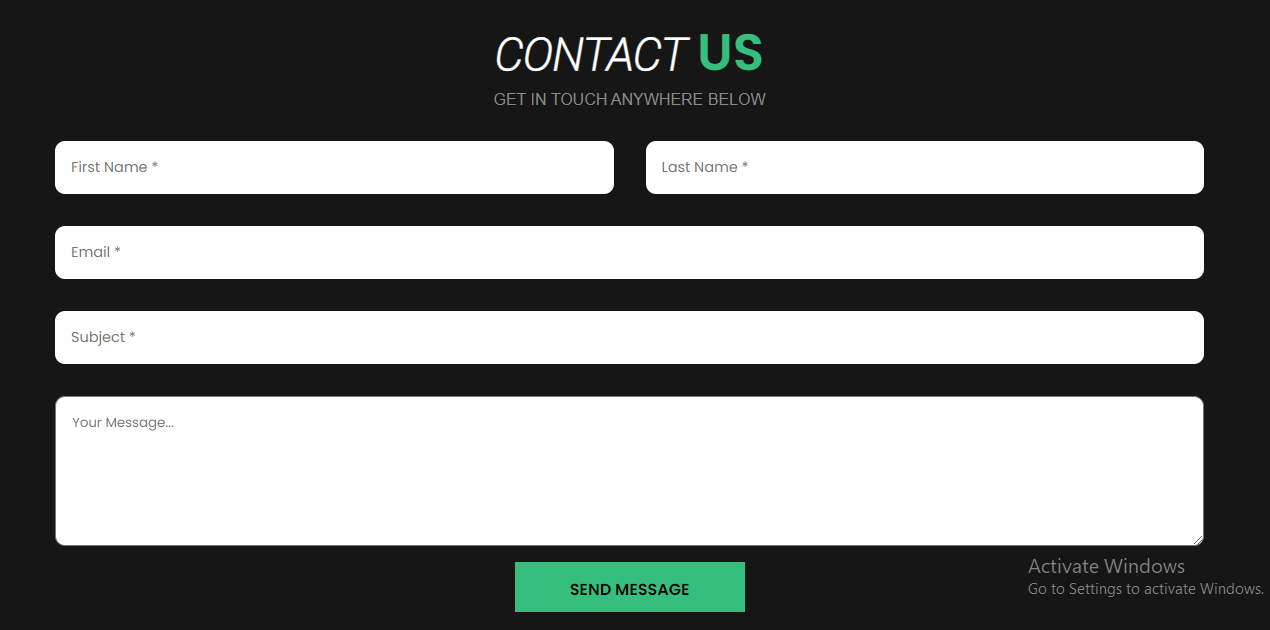 CONTACT US
GET IN TOUCH ANYWHERE BELOW
First Name *
Last Name *
Email *
Subject *
Your Message...
SEND MESSAGE
Activate Windows
Go to Settings to activate Windows.